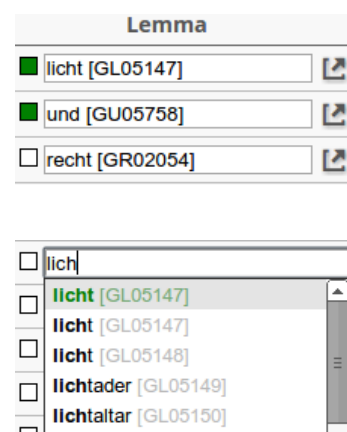 Lemma
licht [GL05147]
und [GU05758]
recht [GR02054]
lich
licht [GL05147]
licht [GL05147]
licht [GL05148]
lichtader [GL05149]
lichtaltar [GL05150]